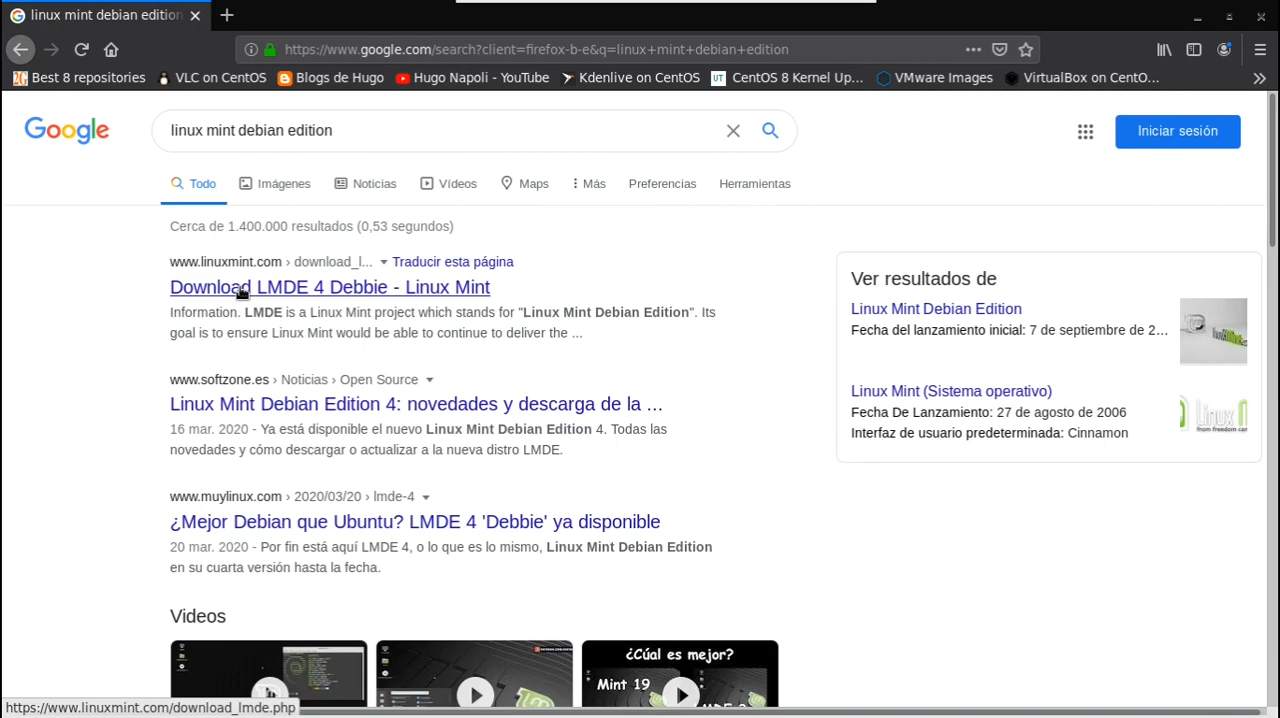 linux mint debian edition
https://www.google.com/search?client=firefox-b-e&q=linux+mint+debian+edition
Best 8 repositories VLC on CentOS Blogs de Hugo Hugo Napoli - YouTube Kdenlive on CentOS UT CentOS 8 Kernel Up... VMware Images VirtualBox on CentO...
Google linux mint debian edition Iniciar sesión
Todo Imágenes Noticias Vídeos Maps Más Preferencias Herramientas
Cerca de 1.400.000 resultados (0,53 segundos)
www.linuxmint.com › download_l... Traducir esta página
Download LMDE 4 Debbie - Linux Mint
Information. LMDE is a Linux Mint project which stands for "Linux Mint Debian Edition". Its
goal is to ensure Linux Mint would be able to continue to deliver the ...
www.softzone.es › Noticias › Open Source
Linux Mint Debian Edition 4: novedades y descarga de la ...
16 mar. 2020 - Ya está disponible el nuevo Linux Mint Debian Edition 4. Todas las
novedades y cómo descargar o actualizar a la nueva distro LMDE.
www.muylinux.com › 2020/03/20 › lmde-4
¿Mejor Debian que Ubuntu? LMDE 4 'Debbie' ya disponible
20 mar. 2020 - Por fin está aquí LMDE 4, o lo que es lo mismo, Linux Mint Debian Edition
en su cuarta versión hasta la fecha.
Videos
¿Cúal es mejor?
Mint 19
Ver resultados de
Linux Mint Debian Edition
Fecha del lanzamiento inicial: 7 de septiembre de 2...
Linux Mint (Sistema operativo)
Fecha De Lanzamiento: 27 de agosto de 2006
Interfaz de usuario predeterminada: Cinnamon
https://www.linuxmint.com/download_lmde.php